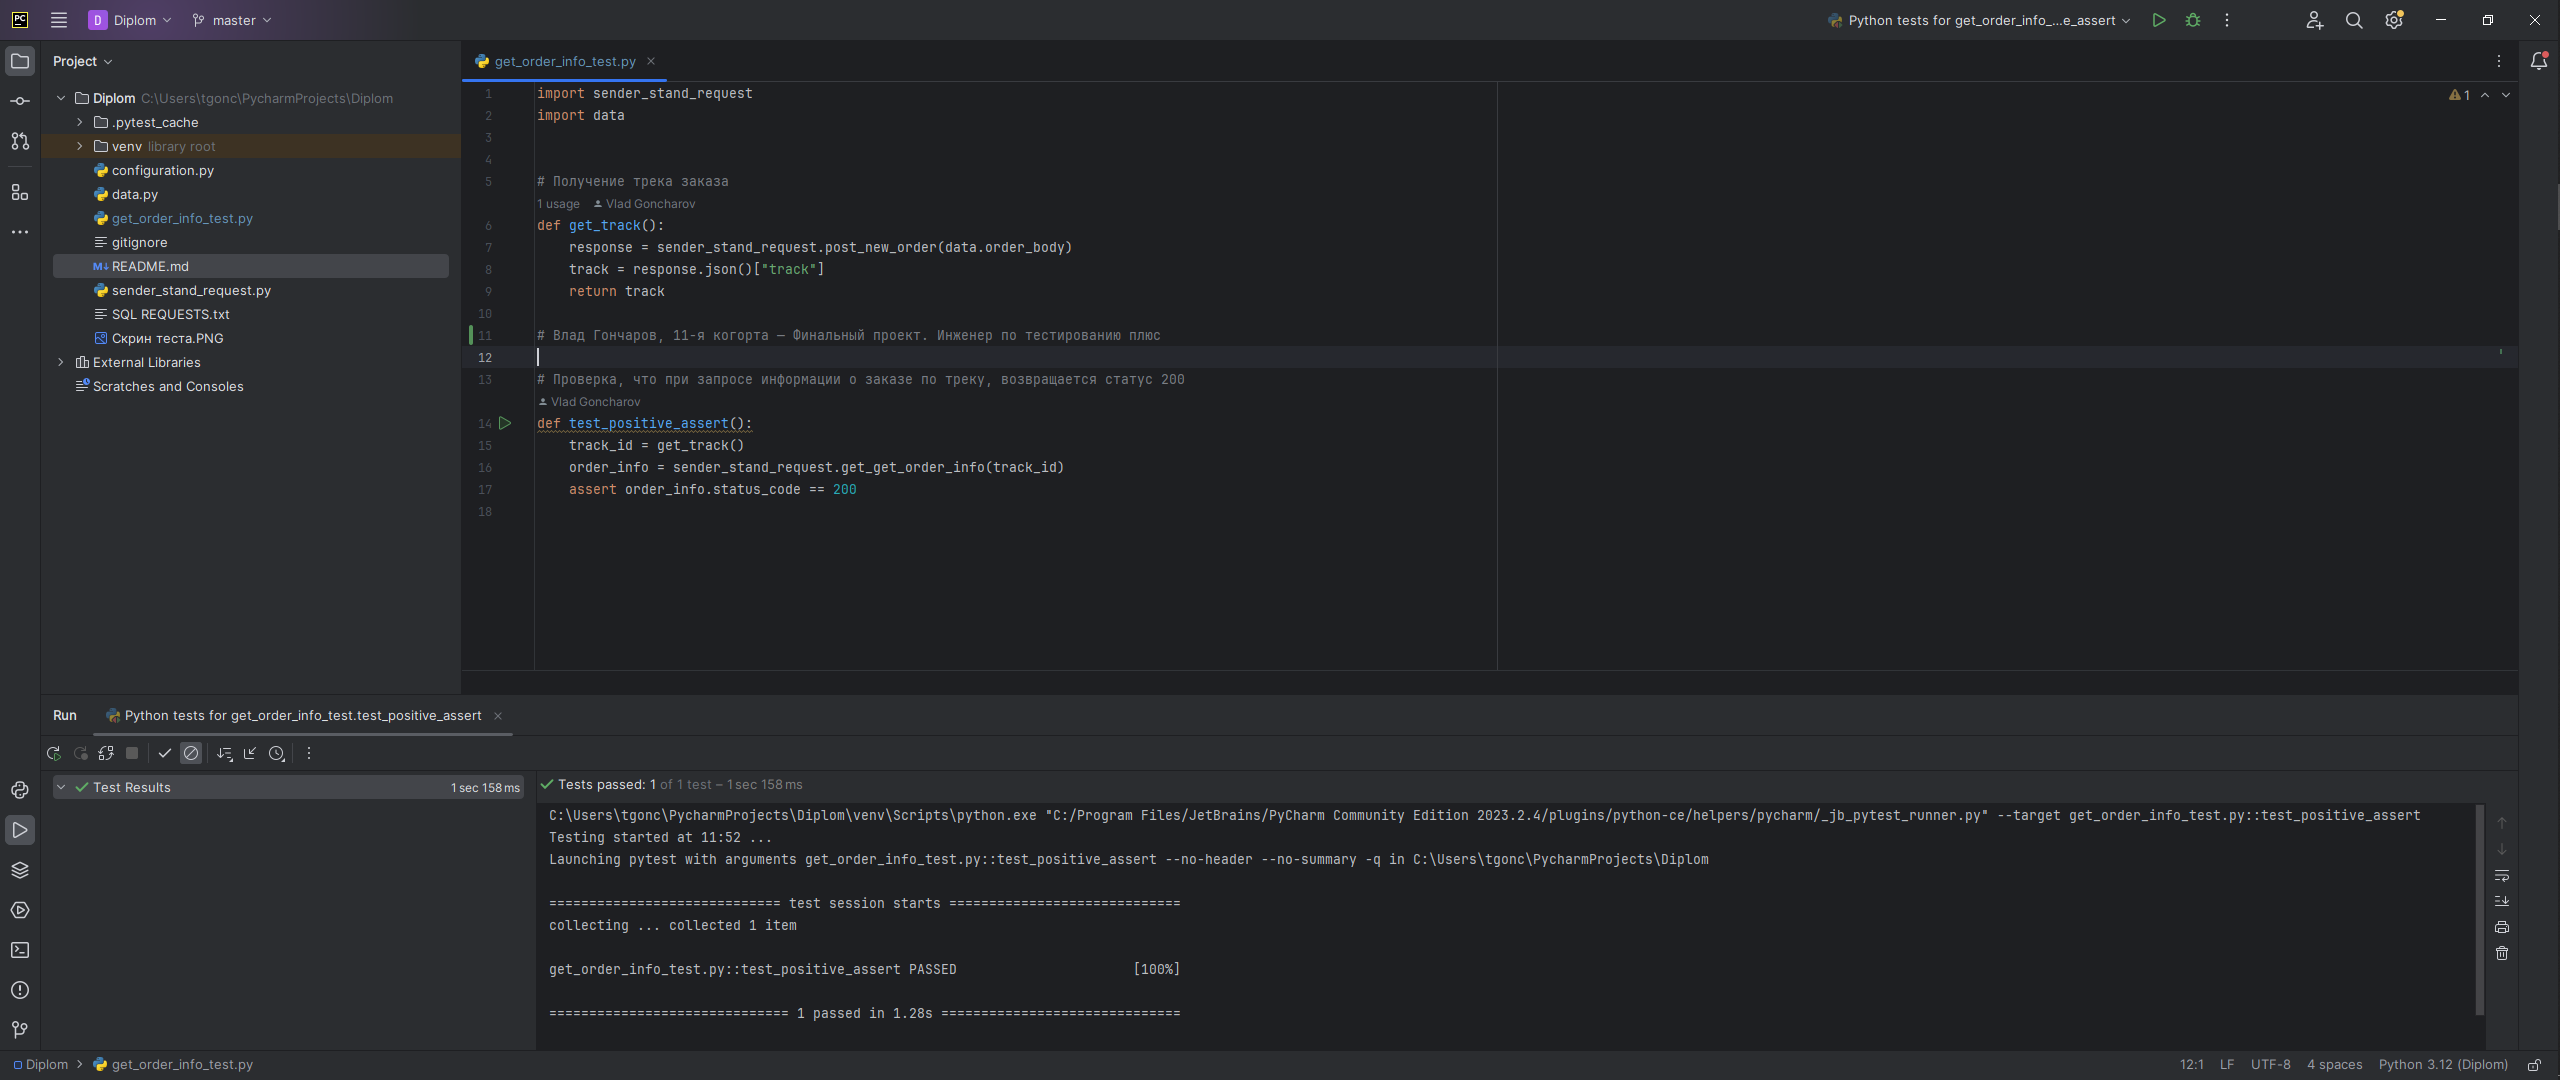 PC D Diplom master Python tests for get_order_info_...e_assert
Project
get_order_info_test.py
Diplom C:\Users\tgonc\PycharmProjects\Diplom
.pytest_cache
venv library root
configuration.py
data.py
get_order_info_test.py
gitignore
M↓ README.md
sender_stand_request.py
SQL REQUESTS.txt
Скрин теста.PNG
External Libraries
Scratches and Consoles
1
1 import sender_stand_request
2 import data
3
4
5 # Получение трека заказа
1 usage Vlad Goncharov
6 def get_track():
7 response = sender_stand_request.post_new_order(data.order_body)
8 track = response.json()["track"]
9 return track
10
11 # Влад Гончаров, 11-я когорта — Финальный проект. Инженер по тестированию плюс
12
13 # Проверка, что при запросе информации о заказе по треку, возвращается статус 200
Vlad Goncharov
14 def test_positive_assert():
15 track_id = get_track()
16 order_info = sender_stand_request.get_get_order_info(track_id)
17 assert order_info.status_code == 200
18
Run Python tests for get_order_info_test.test_positive_assert
Test Results 1 sec 158 ms
Tests passed: 1 of 1 test – 1 sec 158 ms
C:\Users\tgonc\PycharmProjects\Diplom\venv\Scripts\python.exe "C:/Program Files/JetBrains/PyCharm Community Edition 2023.2.4/plugins/python-ce/helpers/pycharm/_jb_pytest_runner.py" --target get_order_info_test.py::test_positive_assert
Testing started at 11:52 ...
Launching pytest with arguments get_order_info_test.py::test_positive_assert --no-header --no-summary -q in C:\Users\tgonc\PycharmProjects\Diplom
============================= test session starts =============================
collecting ... collected 1 item
get_order_info_test.py::test_positive_assert PASSED [100%]
============================== 1 passed in 1.28s ==============================
Diplom get_order_info_test.py 12:1 LF UTF-8 4 spaces Python 3.12 (Diplom)